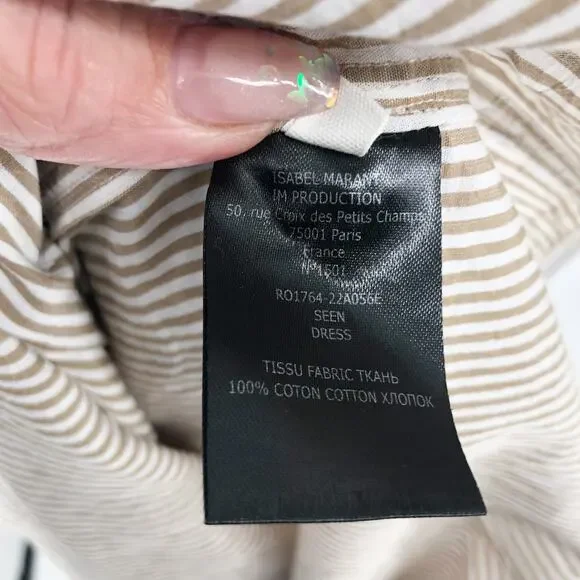 ISABEL MARANT
IM PRODUCTION
50, rue Croix des Petits Champs
75001 Paris
France
N°1501
RO1764-22A056E
SEEN
DRESS
TISSU FABRIC ТКАНЬ
100% COTON COTTON ХЛОПОК